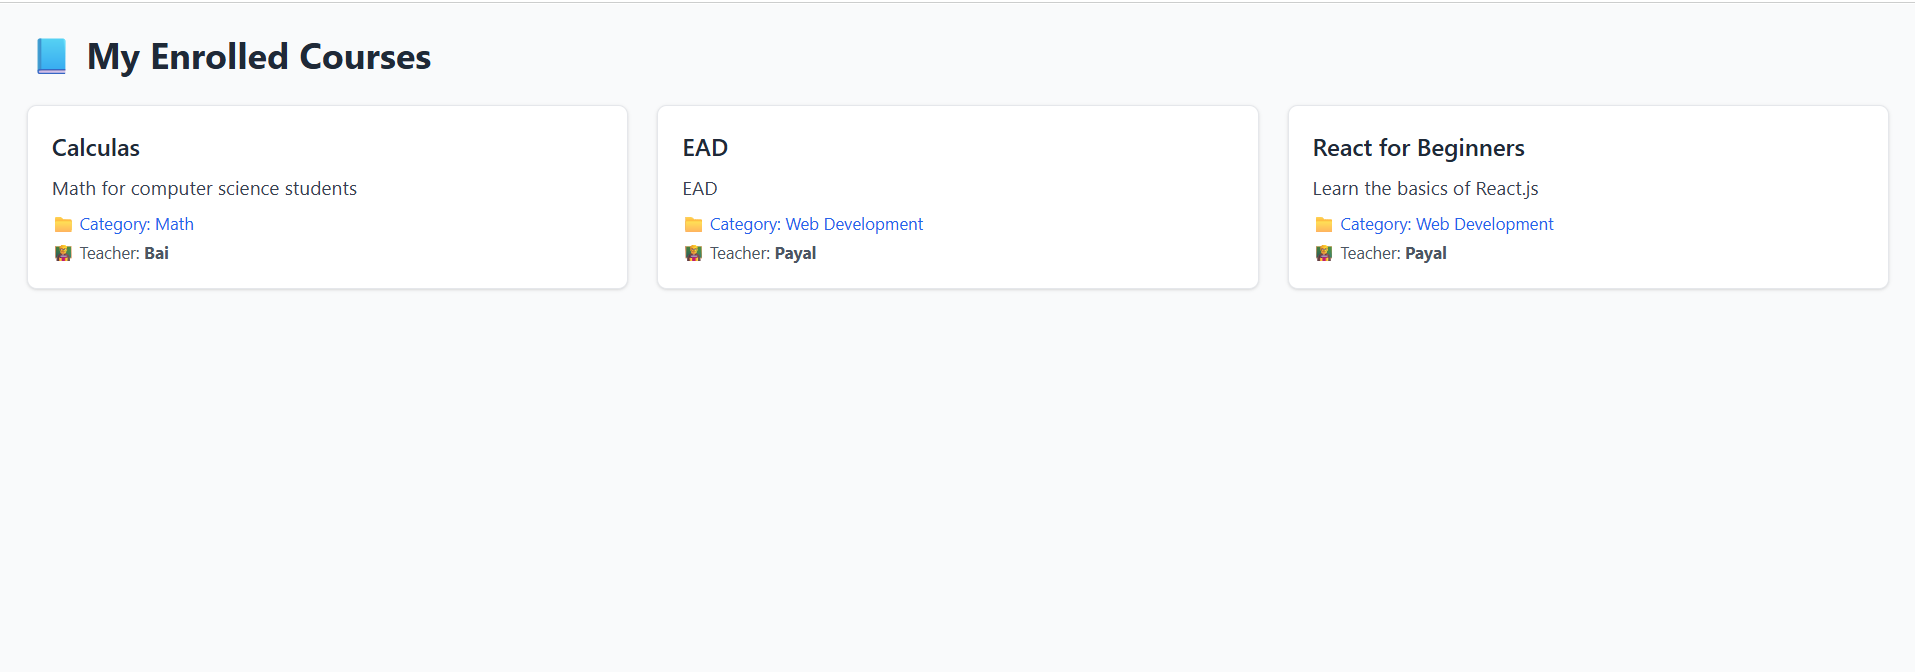 My Enrolled Courses
Calculas
Math for computer science students
Category: Math
Teacher: Bai
EAD
EAD
Category: Web Development
Teacher: Payal
React for Beginners
Learn the basics of React.js
Category: Web Development
Teacher: Payal